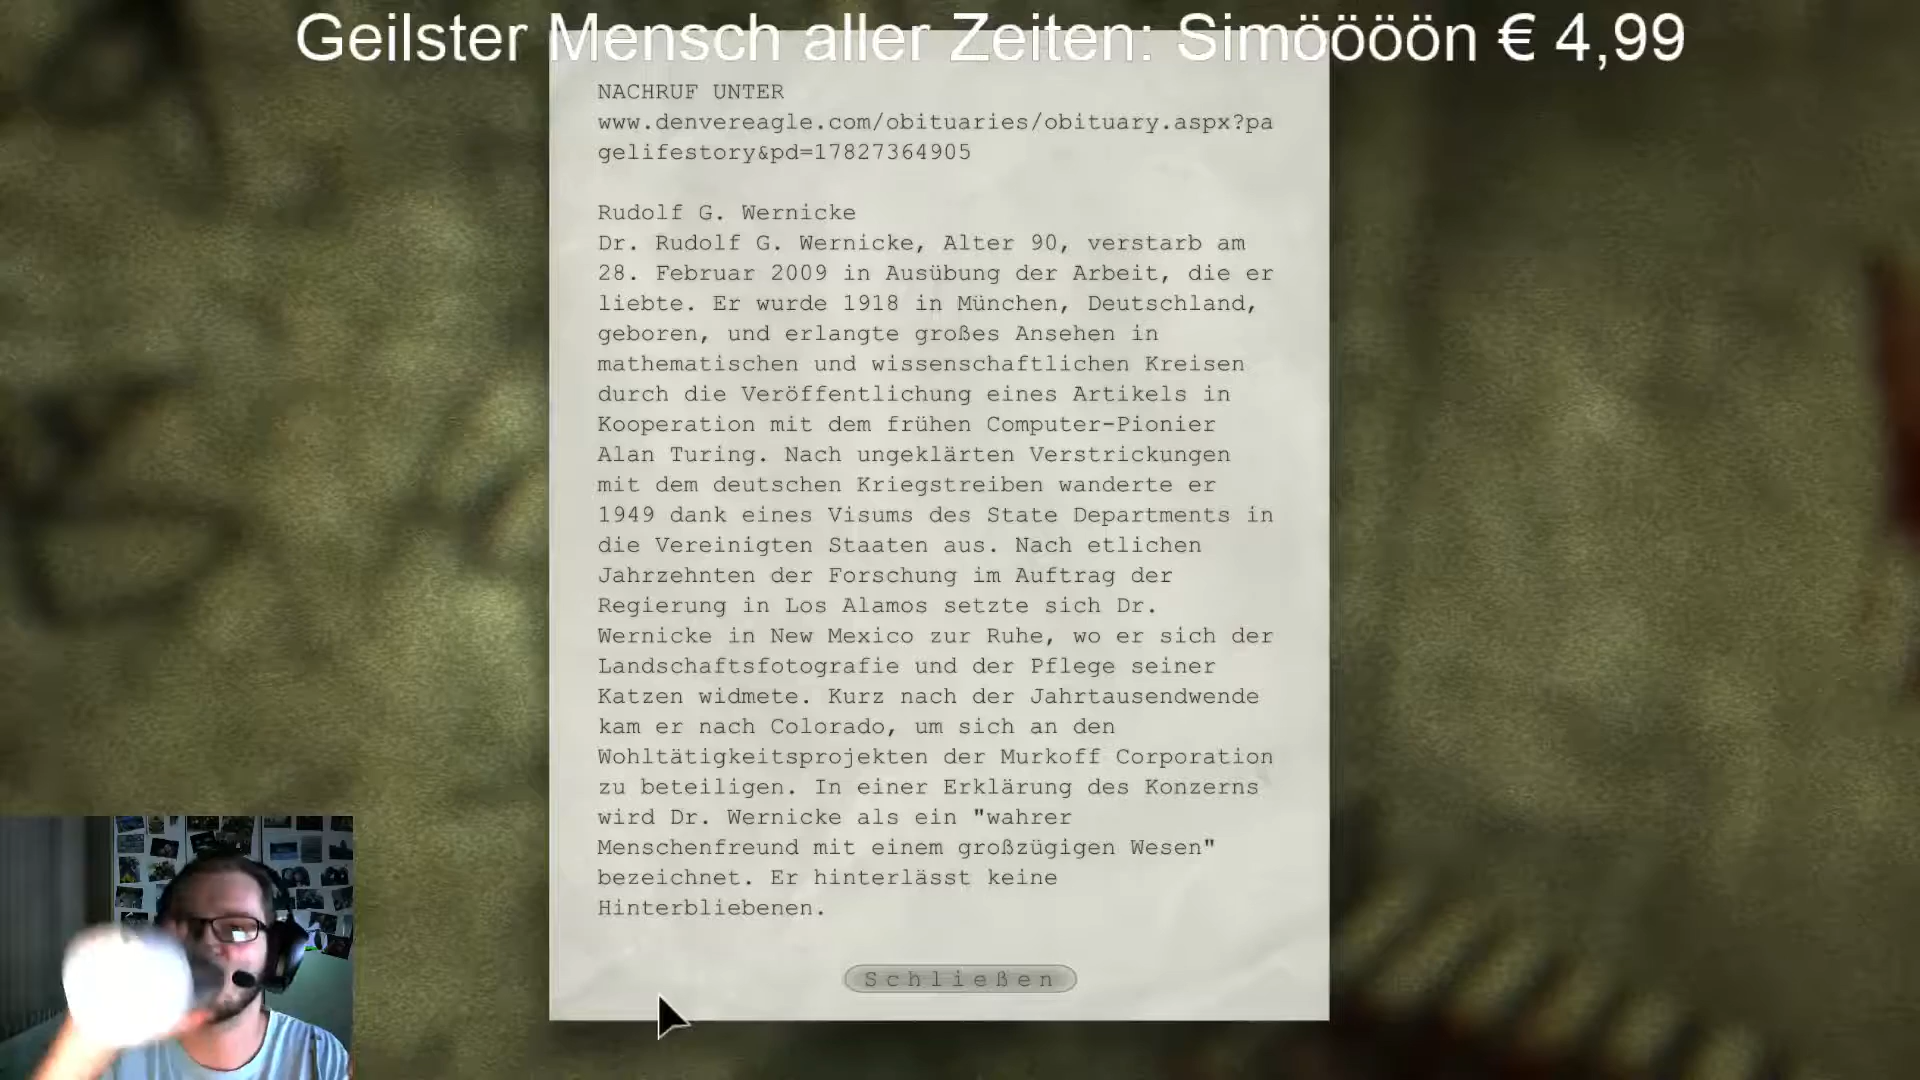 Geilster Mensch aller Zeiten: Simööööön € 4,99
NACHRUF UNTER
www.denvereagle.com/obituaries/obituary.aspx?pa
gelifestory&pd=17827364905
Rudolf G. Wernicke
Dr. Rudolf G. Wernicke, Alter 90, verstarb am
28. Februar 2009 in Ausübung der Arbeit, die er
liebte. Er wurde 1918 in München, Deutschland,
geboren, und erlangte großes Ansehen in
mathematischen und wissenschaftlichen Kreisen
durch die Veröffentlichung eines Artikels in
Kooperation mit dem frühen Computer-Pionier
Alan Turing. Nach ungeklärten Verstrickungen
mit dem deutschen Kriegstreiben wanderte er
1949 dank eines Visums des State Departments in
die Vereinigten Staaten aus. Nach etlichen
Jahrzehnten der Forschung im Auftrag der
Regierung in Los Alamos setzte sich Dr.
Wernicke in New Mexico zur Ruhe, wo er sich der
Landschaftsfotografie und der Pflege seiner
Katzen widmete. Kurz nach der Jahrtausendwende
kam er nach Colorado, um sich an den
Wohltätigkeitsprojekten der Murkoff Corporation
zu beteiligen. In einer Erklärung des Konzerns
wird Dr. Wernicke als ein "wahrer
Menschenfreund mit einem großzügigen Wesen"
bezeichnet. Er hinterlässt keine
Hinterbliebenen.
Schließen